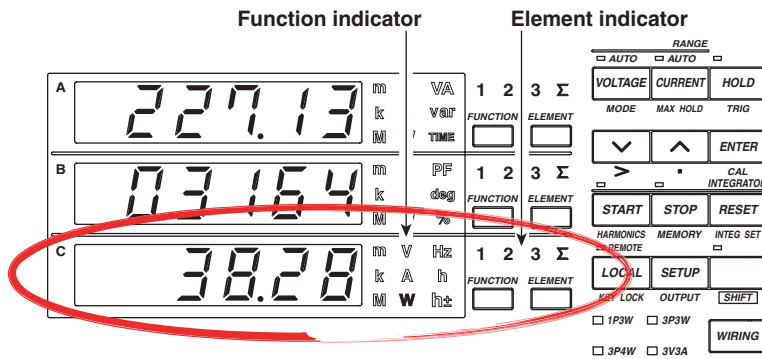 Function indicator Element indicator
RANGE
AUTO AUTO
A 227.13 m VA 1 2 3 Σ VOLTAGE CURRENT HOLD
k var FUNCTION ELEMENT MODE MAX HOLD TRIG
M TIME
ENTER
B 03164 m PF 1 2 3 Σ > . CAL
k deg FUNCTION ELEMENT INTEGRATOR
M % START STOP RESET
HARMONICS MEMORY INTEG SET
REMOTE
C 38.28 m V Hz 1 2 3 Σ LOCAL SETUP
k A h FUNCTION ELEMENT KEY LOCK OUTPUT SHIFT
M W h±
1P3W 3P3W WIRING
3P4W 3V3A